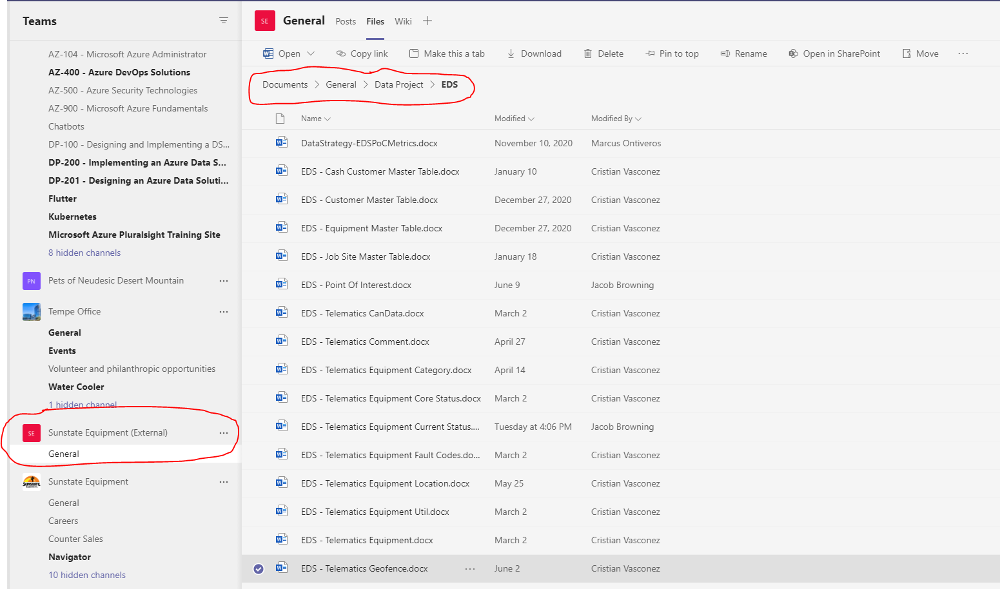 Teams
AZ-104 - Microsoft Azure Administrator
AZ-400 - Azure DevOps Solutions
AZ-500 - Azure Security Technologies
AZ-900 - Microsoft Azure Fundamentals
Chatbots
DP-100 - Designing and Implementing a DS...
DP-200 - Implementing an Azure Data S...
DP-201 - Designing an Azure Data Soluti...
Flutter
Kubernetes
Microsoft Azure Pluralsight Training Site
8 hidden channels
PN Pets of Neudesic Desert Mountain ...
Tempe Office ...
General
Events
Volunteer and philanthropic opportunities
Water Cooler
1 hidden channel
SE Sunstate Equipment (External) ...
General
SUNSTATE Sunstate Equipment ...
General
Careers
Counter Sales
Navigator
10 hidden channels
SE General Posts Files Wiki +
Open Copy link Make this a tab Download Delete Pin to top Rename Open in SharePoint Move ...
Documents > General > Data Project > EDS
Name Modified Modified By
DataStrategy-EDSPoCMetrics.docx November 10, 2020 Marcus Ontiveros
EDS - Cash Customer Master Table.docx January 10 Cristian Vasconez
EDS - Customer Master Table.docx December 27, 2020 Cristian Vasconez
EDS - Equipment Master Table.docx December 27, 2020 Cristian Vasconez
EDS - Job Site Master Table.docx January 18 Cristian Vasconez
EDS - Point Of Interest.docx June 9 Jacob Browning
EDS - Telematics CanData.docx March 2 Cristian Vasconez
EDS - Telematics Comment.docx April 27 Cristian Vasconez
EDS - Telematics Equipment Category.docx April 14 Cristian Vasconez
EDS - Telematics Equipment Core Status.docx March 2 Cristian Vasconez
EDS - Telematics Equipment Current Status.... Tuesday at 4:06 PM Jacob Browning
EDS - Telematics Equipment Fault Codes.do... March 2 Cristian Vasconez
EDS - Telematics Equipment Location.docx May 25 Cristian Vasconez
EDS - Telematics Equipment Util.docx March 2 Cristian Vasconez
EDS - Telematics Equipment.docx March 2 Cristian Vasconez
EDS - Telematics Geofence.docx ... June 2 Cristian Vasconez